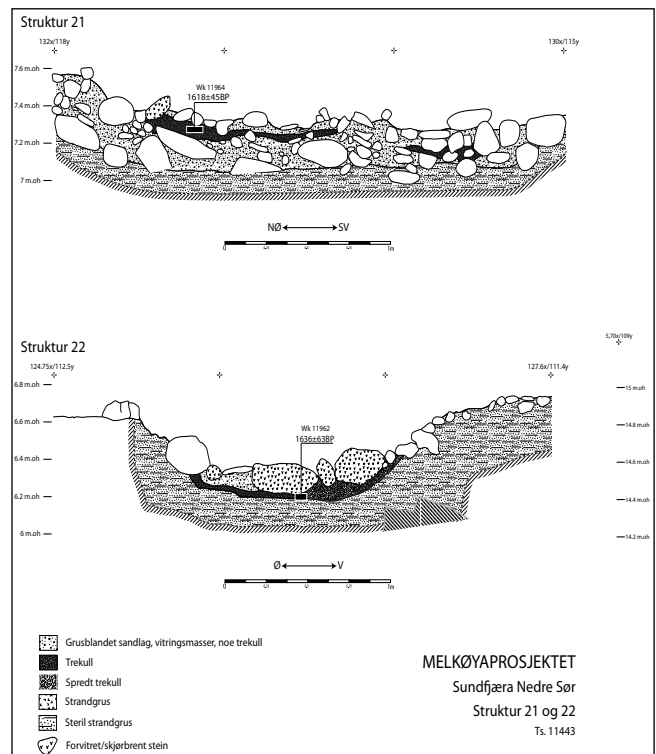 Struktur 21
132x/118y
130x/115y
7.6 m.oh
7.4 m.oh
7.2 m.oh
7 m.oh
Wk 11964
1618±45BP
NØ SV
0 1m
Struktur 22
5,70x/109y
124.75x/112.5y
127.6x/111.4y
6.8 m.oh
6.6 m.oh
6.4 m.oh
6.2 m.oh
6 m.oh
Wk 11962
1636±63BP
15 m.oh
14.8 m.oh
14.6 m.oh
14.4 m.oh
14.2 m.oh
Ø V
0 1m
Grusblandet sandlag, vitringsmasser, noe trekull
Trekull
Spredt trekull
Strandgrus
Steril strandgrus
Forvitret/skjørbrent stein
MELKØYAPROSJEKTET
Sundfjæra Nedre Sør
Struktur 21 og 22
Ts. 11443